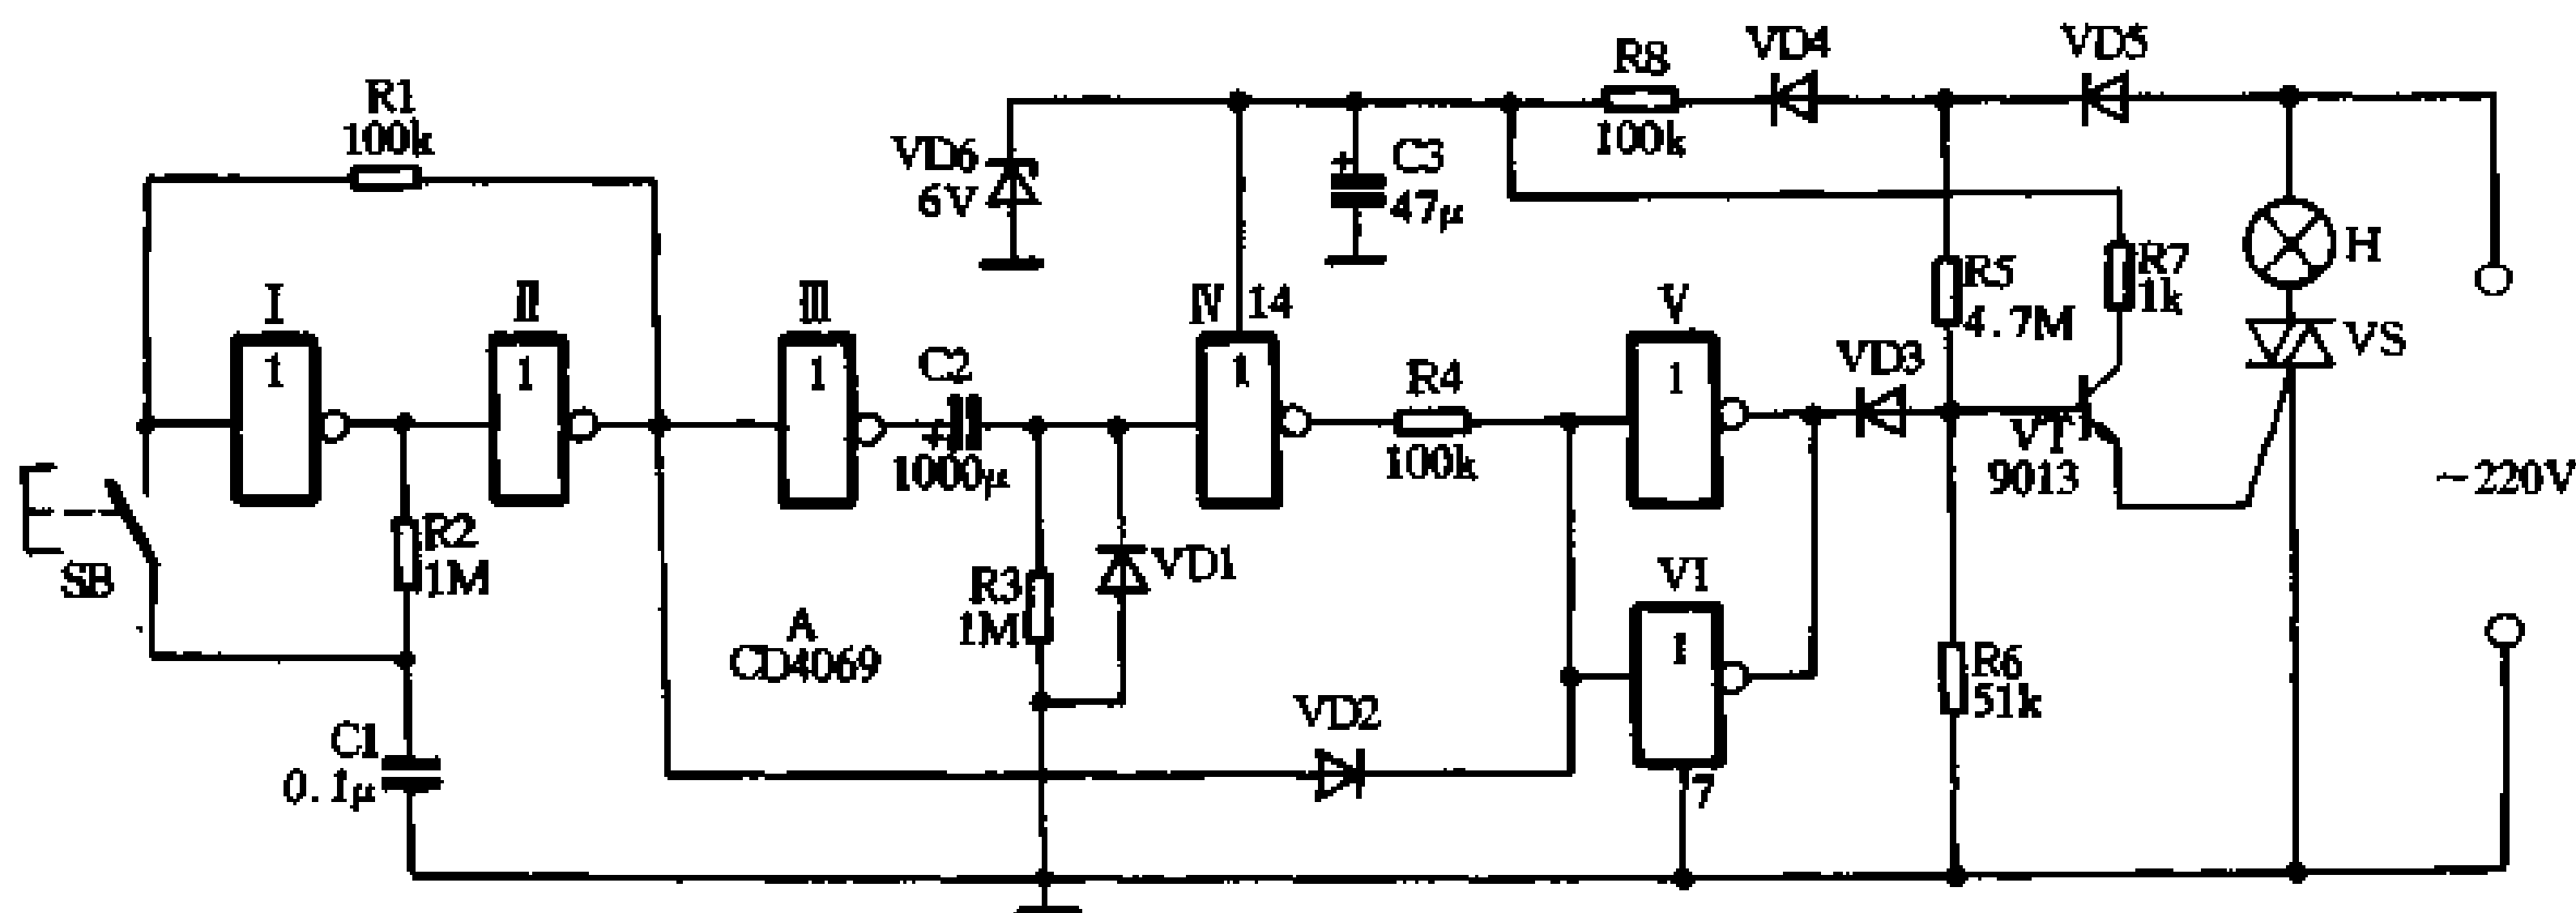 R1
100k
VD6
6V
C3
47μ
R8
100k
VD4
VD5
H
R7
1k
R5
4.7M
VS
Ⅰ
1
Ⅱ
1
Ⅲ
1
C2
1000μ
Ⅳ 14
1
R4
100k
Ⅴ
1
VD3
VT
9013
~220V
SB
R2
1M
A
CD4069
R3
1M
VD1
VI
1
7
VD2
R6
51k
C1
0.1μ
+
+